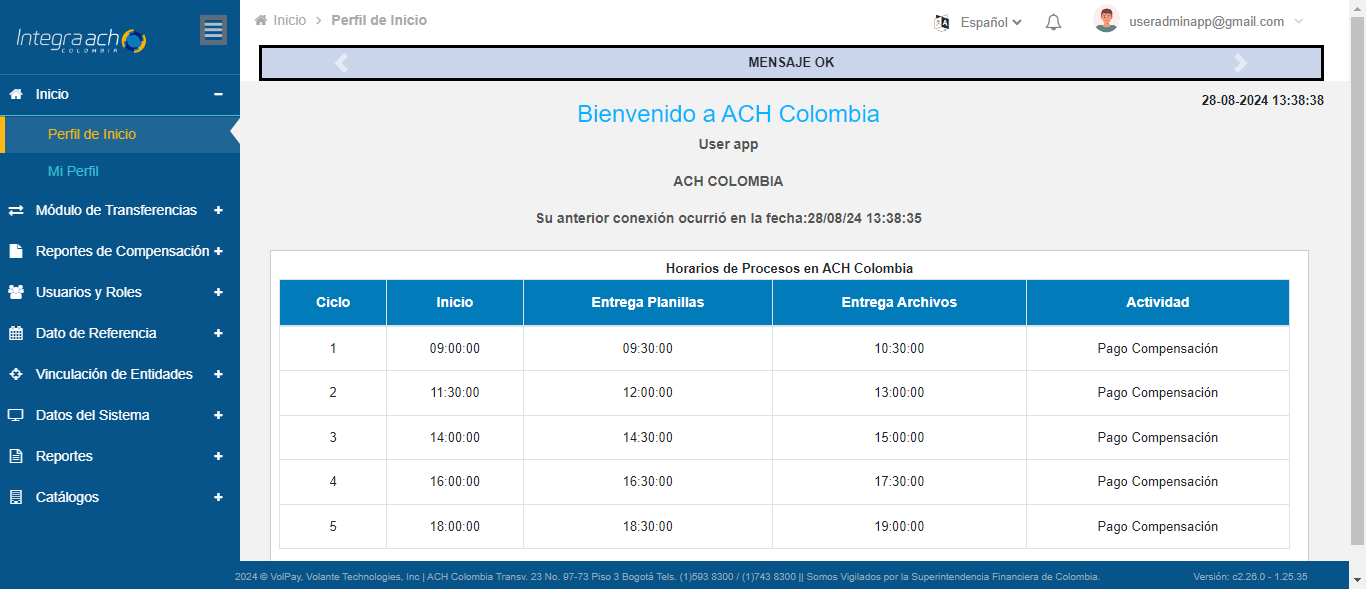 Integra ach
COLOMBIA
Inicio > Perfil de Inicio
Español
useradminapp@gmail.com
MENSAJE OK
28-08-2024 13:38:38
Inicio −
Perfil de Inicio
Mi Perfil
Módulo de Transferencias +
Reportes de Compensación +
Usuarios y Roles +
Dato de Referencia +
Vinculación de Entidades +
Datos del Sistema +
Reportes +
Catálogos +
Bienvenido a ACH Colombia
User app
ACH COLOMBIA
Su anterior conexión ocurrió en la fecha:28/08/24 13:38:35
Horarios de Procesos en ACH Colombia
Ciclo Inicio Entrega Planillas Entrega Archivos Actividad
1 09:00:00 09:30:00 10:30:00 Pago Compensación
2 11:30:00 12:00:00 13:00:00 Pago Compensación
3 14:00:00 14:30:00 15:00:00 Pago Compensación
4 16:00:00 16:30:00 17:30:00 Pago Compensación
5 18:00:00 18:30:00 19:00:00 Pago Compensación
2024 © VolPay, Volante Technologies, Inc | ACH Colombia Transv. 23 No. 97-73 Piso 3 Bogotá Tels. (1)593 8300 / (1)743 8300 || Somos Vigilados por la Superintendencia Financiera de Colombia. Versión: c2.26.0 - 1.25.35